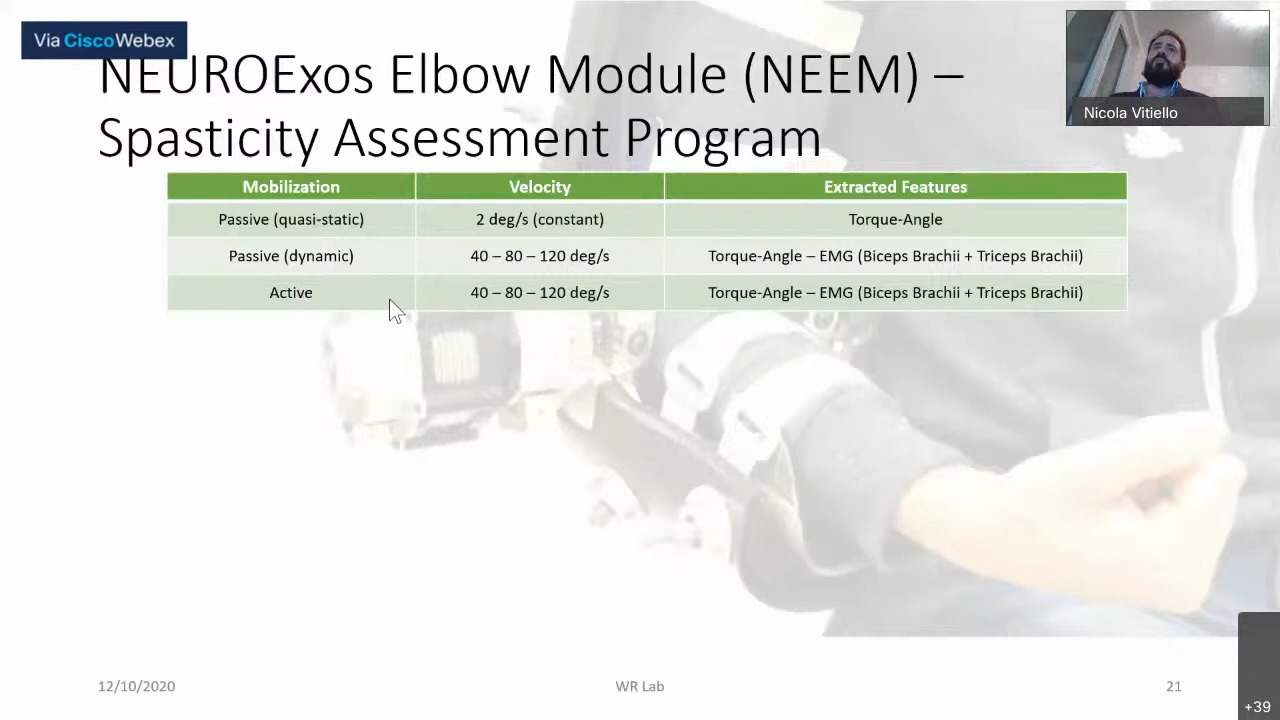 Via CiscoWebex
NEUROExos Elbow Module (NEEM) –
Spasticity Assessment Program
Nicola Vitiello
Mobilization Velocity Extracted Features
Passive (quasi-static) 2 deg/s (constant) Torque-Angle
Passive (dynamic) 40 – 80 – 120 deg/s Torque-Angle – EMG (Biceps Brachii + Triceps Brachii)
Active 40 – 80 – 120 deg/s Torque-Angle – EMG (Biceps Brachii + Triceps Brachii)
12/10/2020 WR Lab 21
+39